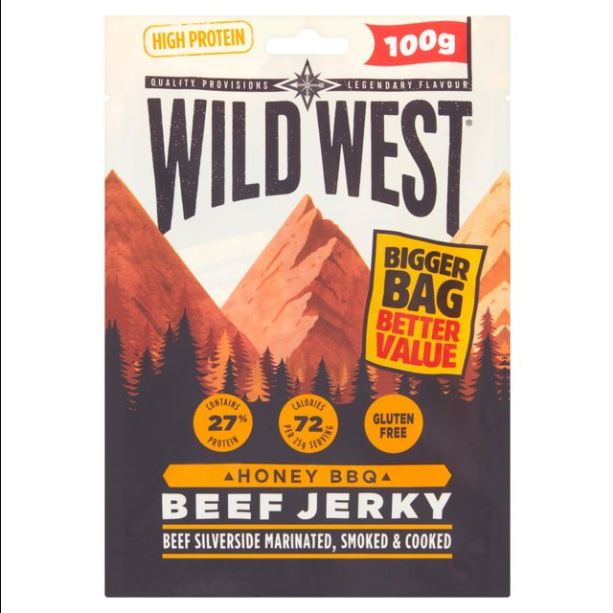 HIGH PROTEIN
100g
QUALITY PROVISIONS LEGENDARY FLAVOUR
WILD WEST®
BIGGER
BAG
BETTER
VALUE
CONTAINS
27%
PROTEIN
CALORIES
72
PER 25g SERVING
GLUTEN
FREE
▲HONEY BBQ▲
BEEF JERKY
BEEF SILVERSIDE MARINATED, SMOKED & COOKED